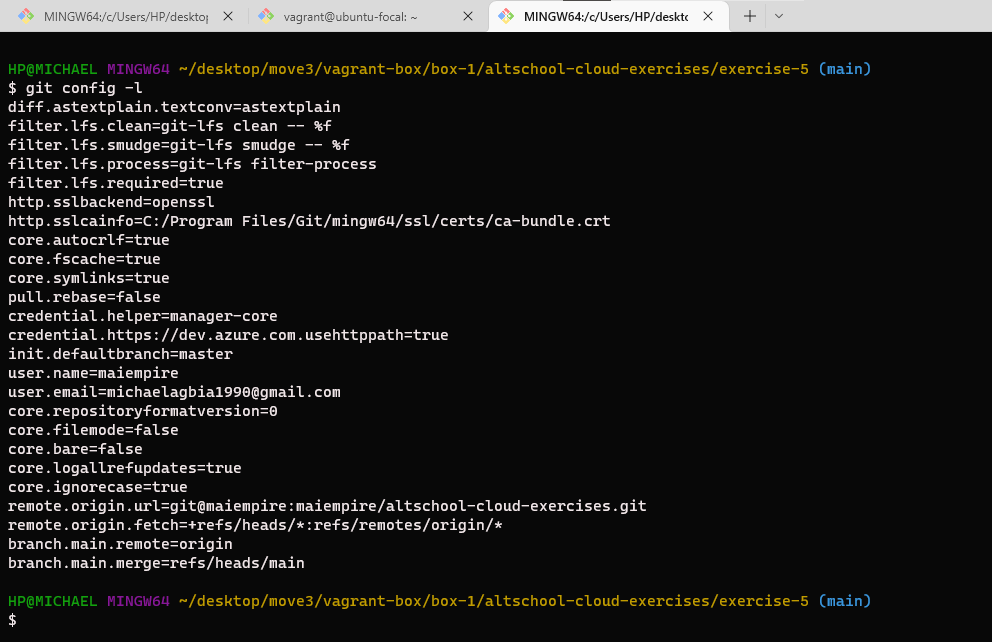 MINGW64:/c/Users/HP/desktop
vagrant@ubuntu-focal: ~
MINGW64:/c/Users/HP/deskto
HP@MICHAEL MINGW64 ~/desktop/move3/vagrant-box/box-1/altschool-cloud-exercises/exercise-5 (main)
$ git config -l
diff.astextplain.textconv=astextplain
filter.lfs.clean=git-lfs clean -- %f
filter.lfs.smudge=git-lfs smudge -- %f
filter.lfs.process=git-lfs filter-process
filter.lfs.required=true
http.sslbackend=openssl
http.sslcainfo=C:/Program Files/Git/mingw64/ssl/certs/ca-bundle.crt
core.autocrlf=true
core.fscache=true
core.symlinks=true
pull.rebase=false
credential.helper=manager-core
credential.https://dev.azure.com.usehttppath=true
init.defaultbranch=master
user.name=maiempire
user.email=michaelagbia1990@gmail.com
core.repositoryformatversion=0
core.filemode=false
core.bare=false
core.logallrefupdates=true
core.ignorecase=true
remote.origin.url=git@maiempire:maiempire/altschool-cloud-exercises.git
remote.origin.fetch=+refs/heads/*:refs/remotes/origin/*
branch.main.remote=origin
branch.main.merge=refs/heads/main
HP@MICHAEL MINGW64 ~/desktop/move3/vagrant-box/box-1/altschool-cloud-exercises/exercise-5 (main)
$